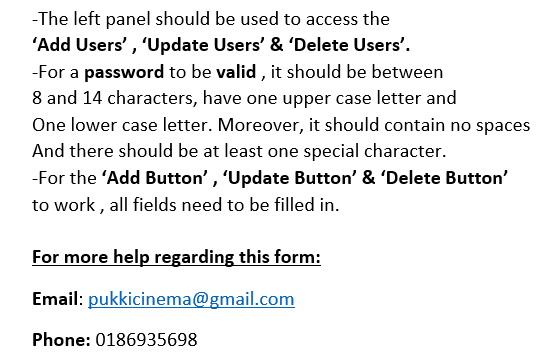 -The left panel should be used to access the
‘Add Users’ , ‘Update Users’ & ‘Delete Users’.
-For a password to be valid , it should be between
8 and 14 characters, have one upper case letter and
One lower case letter. Moreover, it should contain no spaces
And there should be at least one special character.
-For the ‘Add Button’ , ‘Update Button’ & ‘Delete Button’
to work , all fields need to be filled in.
For more help regarding this form:
Email: pukkicinema@gmail.com
Phone: 0186935698